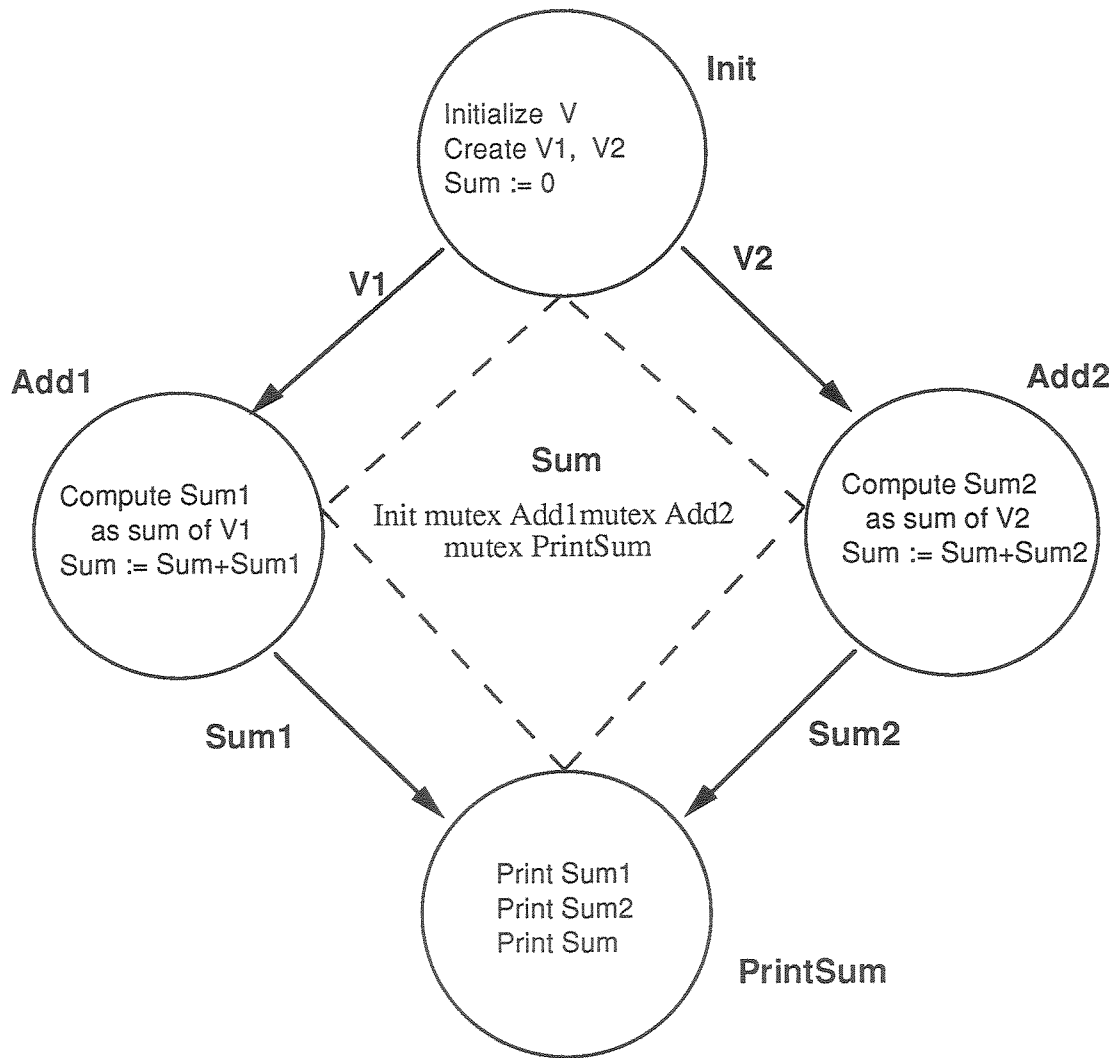 Init
Initialize V
Create V1, V2
Sum := 0
V1
V2
Add1
Add2
Compute Sum1
as sum of V1
Sum := Sum+Sum1
Sum
Init mutex Add1mutex Add2
mutex PrintSum
Compute Sum2
as sum of V2
Sum := Sum+Sum2
Sum1
Sum2
Print Sum1
Print Sum2
Print Sum
PrintSum